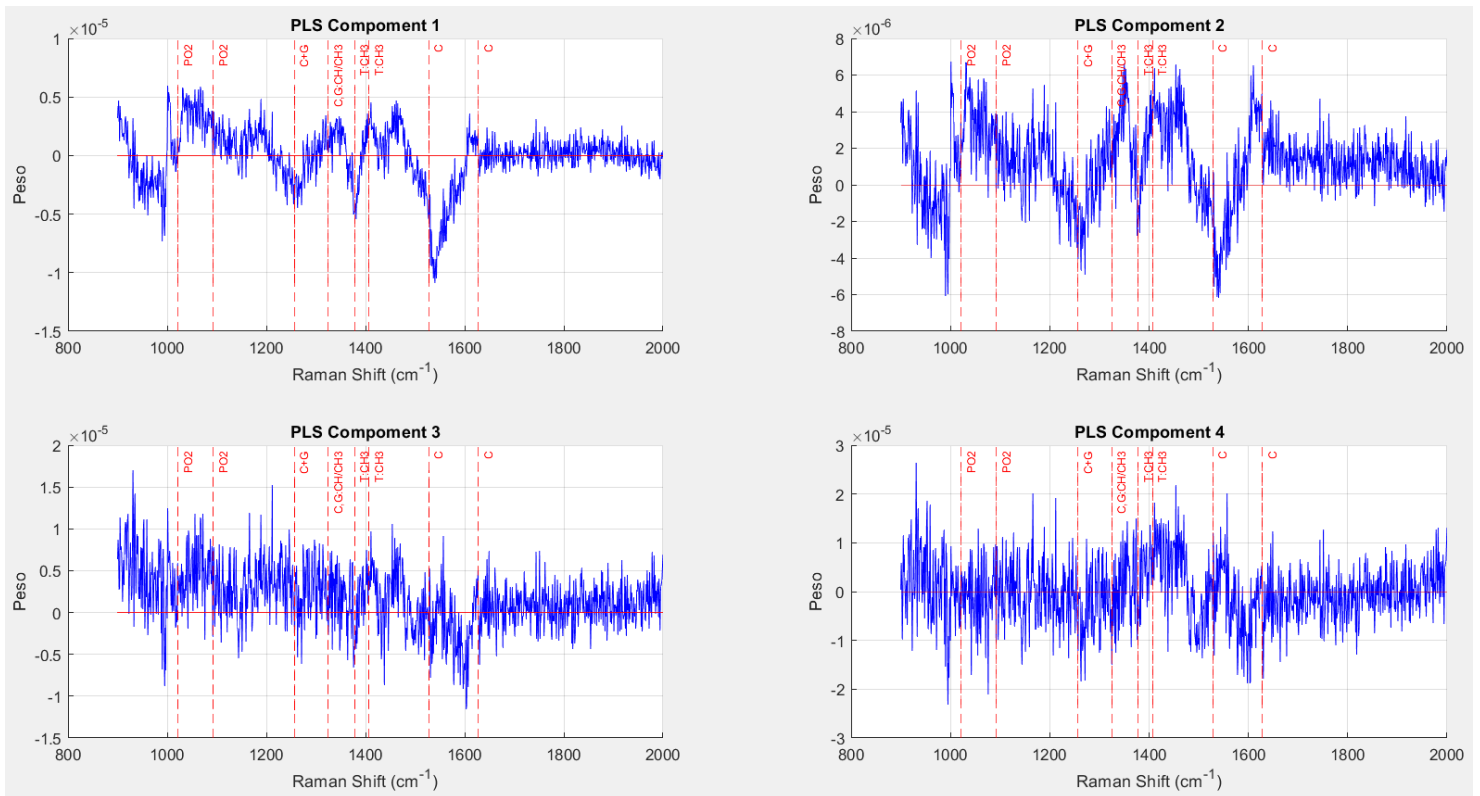 PLS Compoment 1
×10^-5
1
0.5
0
-0.5
-1
-1.5
Peso
PO2
PO2
C+G
C,G:CH/CH3
T:CH3
T:CH3
C
C
800
1000
1200
1400
1600
1800
2000
Raman Shift (cm^-1)
PLS Compoment 2
×10^-6
8
6
4
2
0
-2
-4
-6
-8
Peso
PO2
PO2
C+G
C,G:CH/CH3
T:CH3
T:CH3
C
C
800
1000
1200
1400
1600
1800
2000
Raman Shift (cm^-1)
PLS Compoment 3
×10^-5
2
1.5
1
0.5
0
-0.5
-1
-1.5
Peso
PO2
PO2
C+G
C,G:CH/CH3
T:CH3
T:CH3
C
C
800
1000
1200
1400
1600
1800
2000
Raman Shift (cm^-1)
PLS Compoment 4
×10^-5
3
2
1
0
-1
-2
-3
Peso
PO2
PO2
C+G
C,G:CH/CH3
T:CH3
T:CH3
C
C
800
1000
1200
1400
1600
1800
2000
Raman Shift (cm^-1)